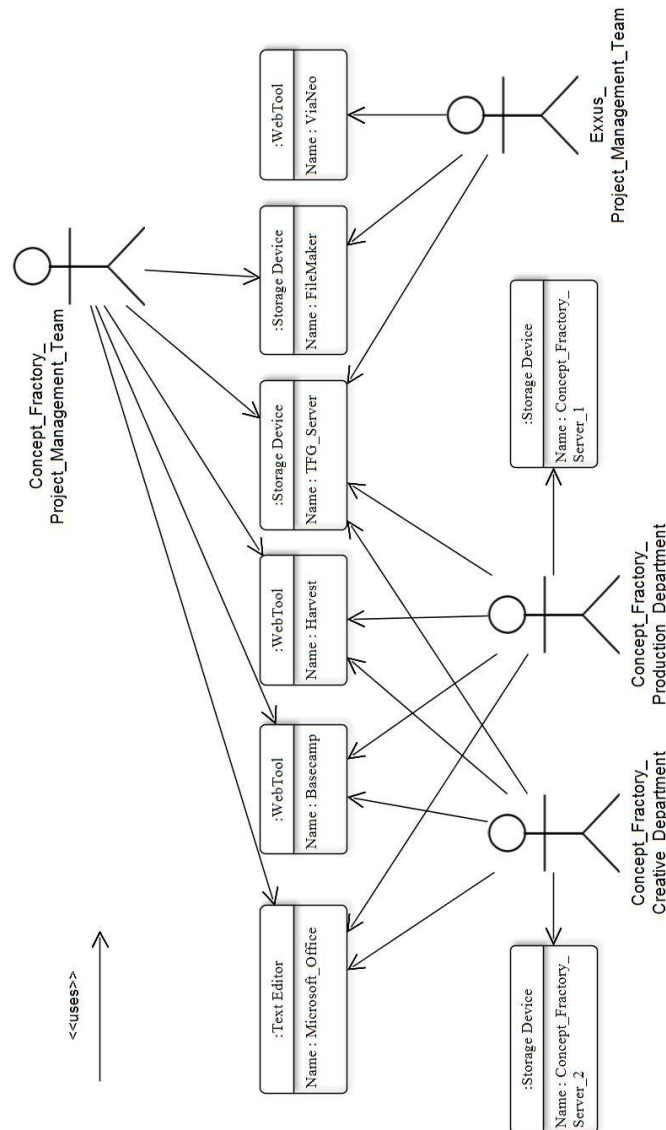 Concept_Fractory_
Project_Management_Team
<<uses>>
:Text Editor
Name : Microsoft_Office
:WebTool
Name : Basecamp
:WebTool
Name : Harvest
:Storage Device
Name : TFG_Server
:Storage Device
Name : FileMaker
:WebTool
Name : ViaNeo
:Storage Device
Name : Concept_Fractory_
Server_2
:Storage Device
Name : Concept_Fractory_
Server_1
Concept_Fractory_
Creative Department
Concept_Fractory_
Production Department
Exxus_
Project_Management_Team